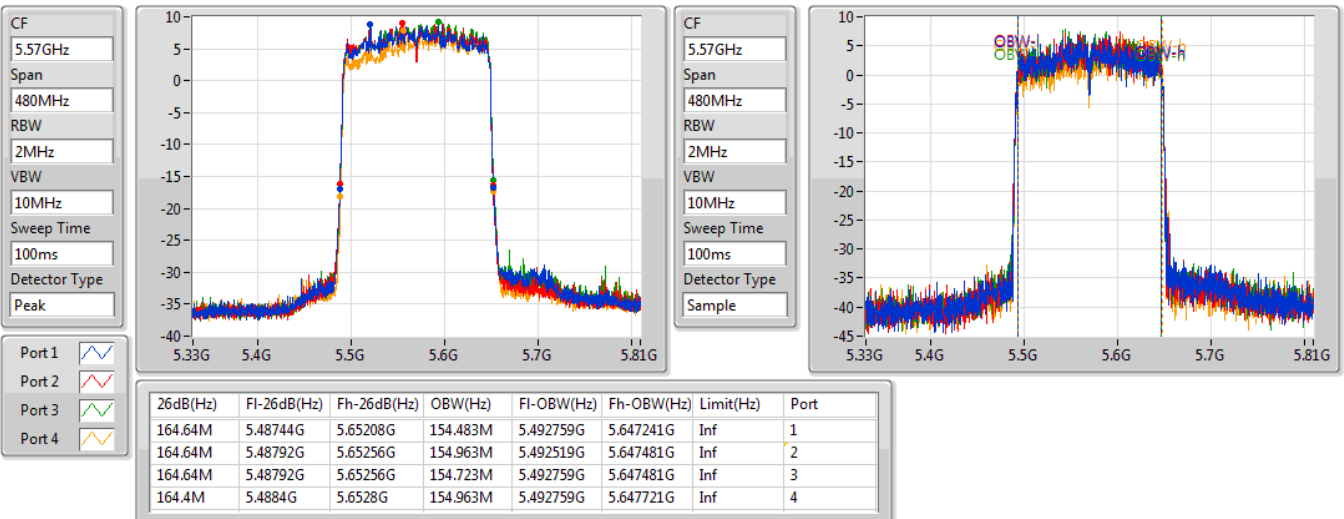 CF
5.57GHz
Span
480MHz
RBW
2MHz
VBW
10MHz
Sweep Time
100ms
Detector Type
Peak
10
5
0
-5
-10
-15
-20
-25
-30
-35
-40
5.33G 5.4G 5.5G 5.6G 5.7G 5.81G
CF
5.57GHz
Span
480MHz
RBW
2MHz
VBW
10MHz
Sweep Time
100ms
Detector Type
Sample
10
5
0
-5
-10
-15
-20
-25
-30
-35
-40
-45
OBW-l
OBW-h
5.33G 5.4G 5.5G 5.6G 5.7G 5.81G
Port 1
Port 2
Port 3
Port 4
26dB(Hz) Fl-26dB(Hz) Fh-26dB(Hz) OBW(Hz) Fl-OBW(Hz) Fh-OBW(Hz) Limit(Hz) Port
164.64M 5.48744G 5.65208G 154.483M 5.492759G 5.647241G Inf 1
164.64M 5.48792G 5.65256G 154.963M 5.492519G 5.647481G Inf 2
164.64M 5.48792G 5.65256G 154.723M 5.492759G 5.647481G Inf 3
164.4M 5.4884G 5.6528G 154.963M 5.492759G 5.647721G Inf 4